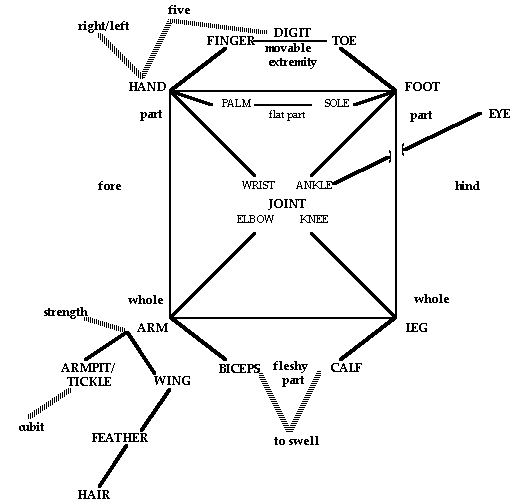 five
right/left
DIGIT
FINGER
TOE
movable
extremity
HAND
FOOT
PALM
SOLE
flat part
part
part
EYE
WRIST
ANKLE
fore
hind
JOINT
ELBOW
KNEE
whole
whole
strength
ARM
LEG
ARMPIT/
TICKLE
WING
BICEPS
fleshy
part
CALF
cubit
FEATHER
to swell
HAIR